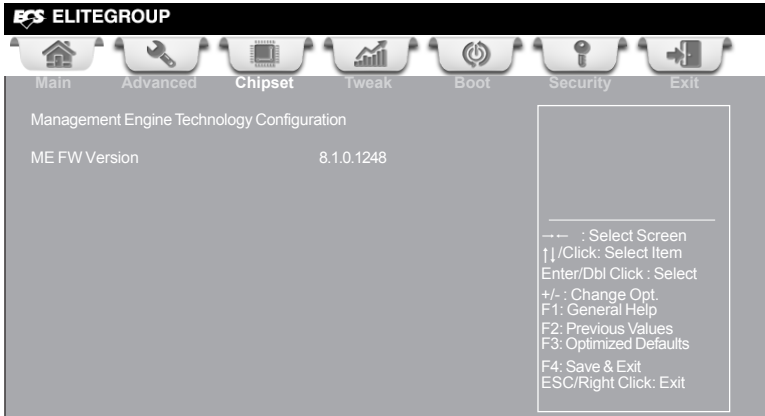 ECS ELITEGROUP
Main Advanced Chipset Tweak Boot Security Exit
Management Engine Technology Configuration
ME FW Version 8.1.0.1248
→← : Select Screen
↑↓/Click: Select Item
Enter/Dbl Click : Select
+/- : Change Opt.
F1: General Help
F2: Previous Values
F3: Optimized Defaults
F4: Save & Exit
ESC/Right Click: Exit